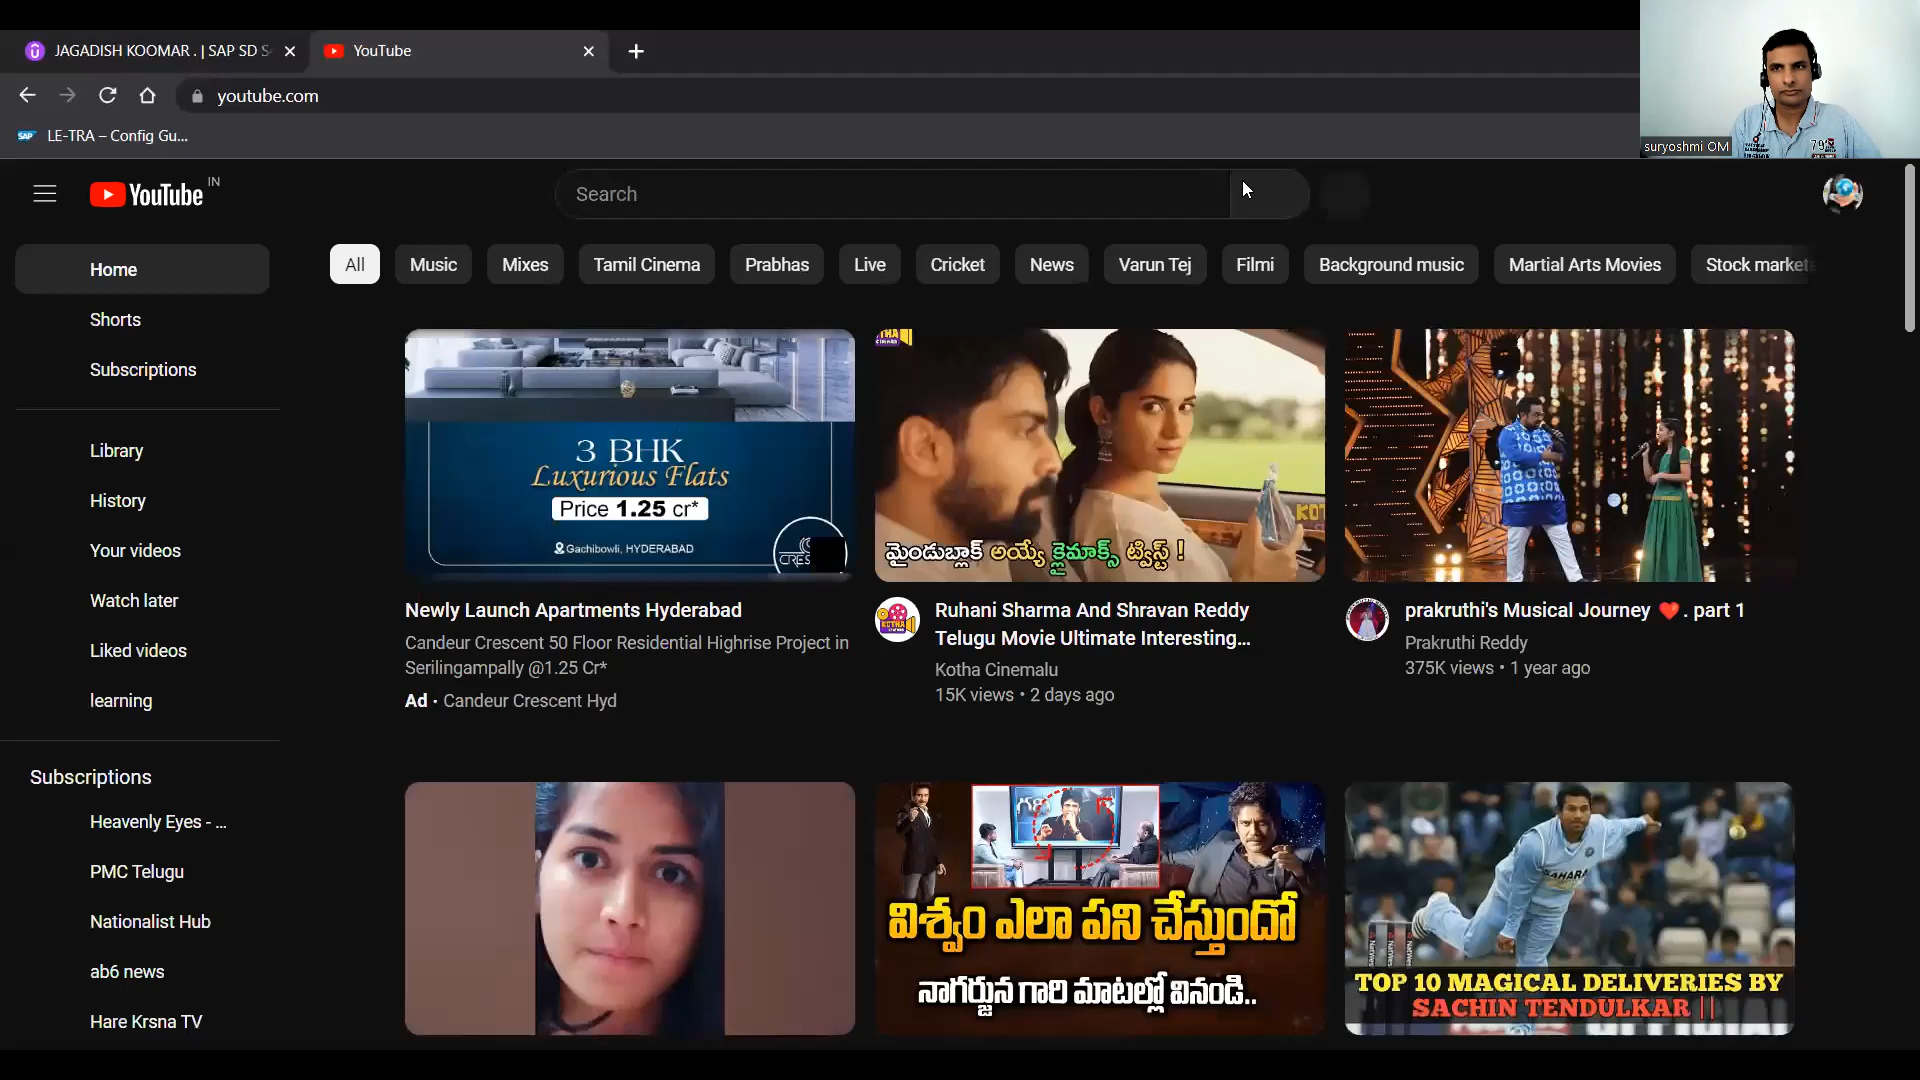 JAGADISH KOOMAR . | SAP SD S
YouTube
youtube.com
SAP LE-TRA – Config Gu...
suryoshmi OM
YouTube IN
Search
Home
Shorts
Subscriptions
Library
History
Your videos
Watch later
Liked videos
learning
Subscriptions
Heavenly Eyes - ...
PMC Telugu
Nationalist Hub
ab6 news
Hare Krsna TV
All
Music
Mixes
Tamil Cinema
Prabhas
Live
Cricket
News
Varun Tej
Filmi
Background music
Martial Arts Movies
Stock market
3 BHK
Luxurious Flats
Price 1.25 cr*
Gachibowli, HYDERABAD
Newly Launch Apartments Hyderabad
Candeur Crescent 50 Floor Residential Highrise Project in
Serilingampally @1.25 Cr*
Ad · Candeur Crescent Hyd
మైండుబ్లాక్ అయ్యే క్లైమాక్స్ ట్విస్ట్ !
Ruhani Sharma And Shravan Reddy
Telugu Movie Ultimate Interesting...
Kotha Cinemalu
15K views • 2 days ago
prakruthi's Musical Journey ❤️ . part 1
Prakruthi Reddy
375K views • 1 year ago
విశ్వం ఎలా పని చేస్తుందో
నాగార్జున గారి మాటల్లో వినండి..
SAHARA
TOP 10 MAGICAL DELIVERIES BY
SACHIN TENDULKAR ||